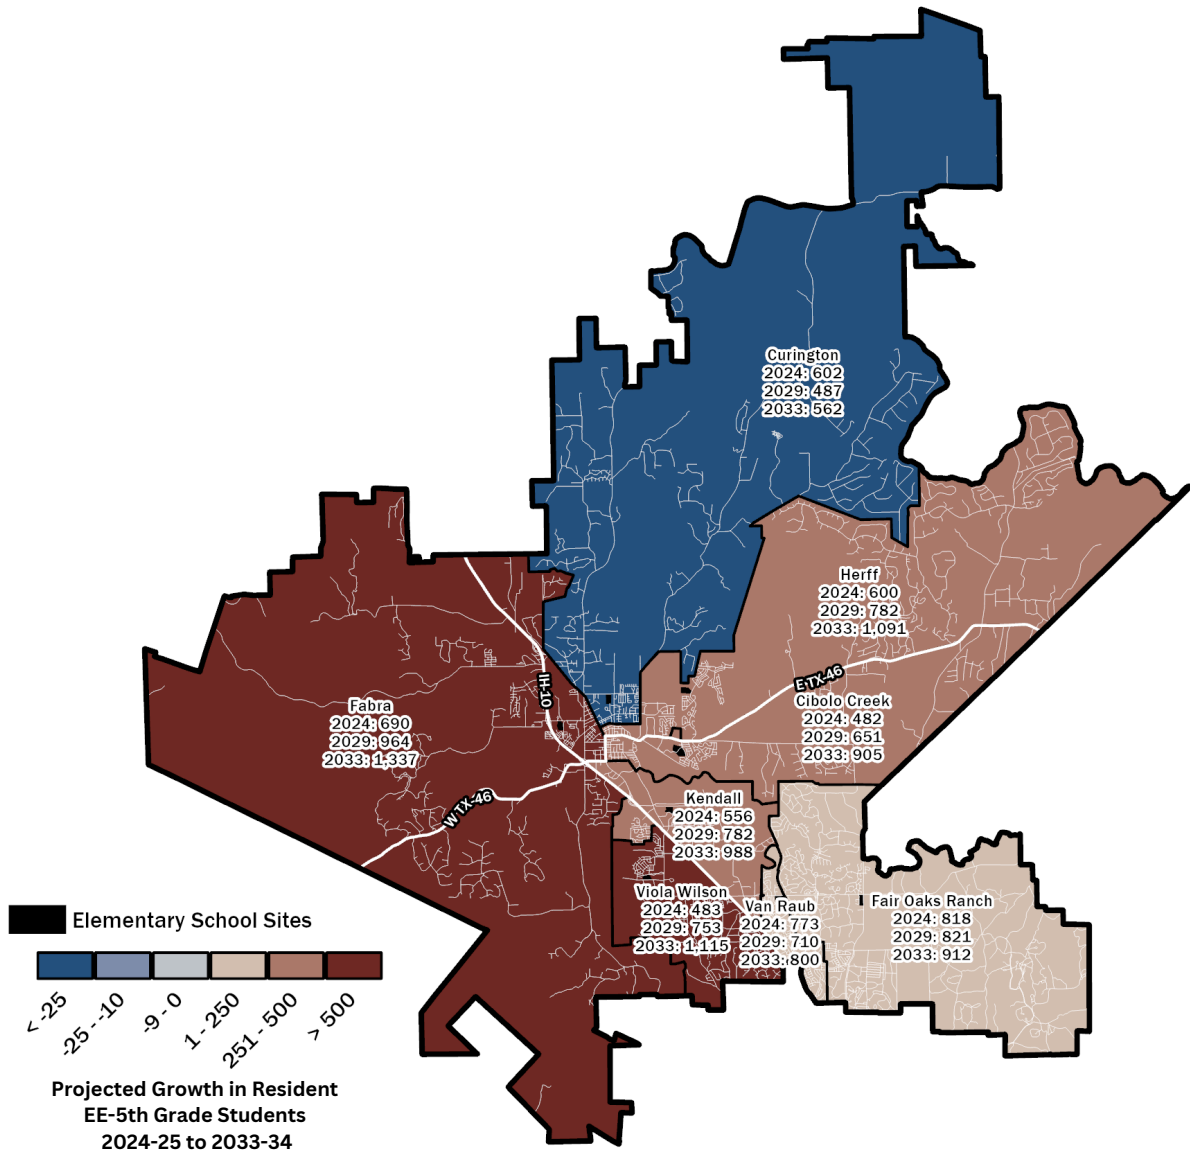 Curington
2024: 602
2029: 487
2033: 562
Herff
2024: 600
2029: 782
2033: 1,091
E TX-46
Cibolo Creek
2024: 482
2029: 651
2033: 905
IH-10
Fabra
2024: 690
2029: 964
2033: 1,337
W TX-46
Kendall
2024: 556
2029: 782
2033: 988
Viola Wilson
2024: 483
2029: 753
2033: 1,115
Van Raub
2024: 773
2029: 710
2033: 800
Fair Oaks Ranch
2024: 818
2029: 821
2033: 912
Elementary School Sites
< -25
-25 - -10
-9 - 0
1 - 250
251 - 500
> 500
Projected Growth in Resident
EE-5th Grade Students
2024-25 to 2033-34